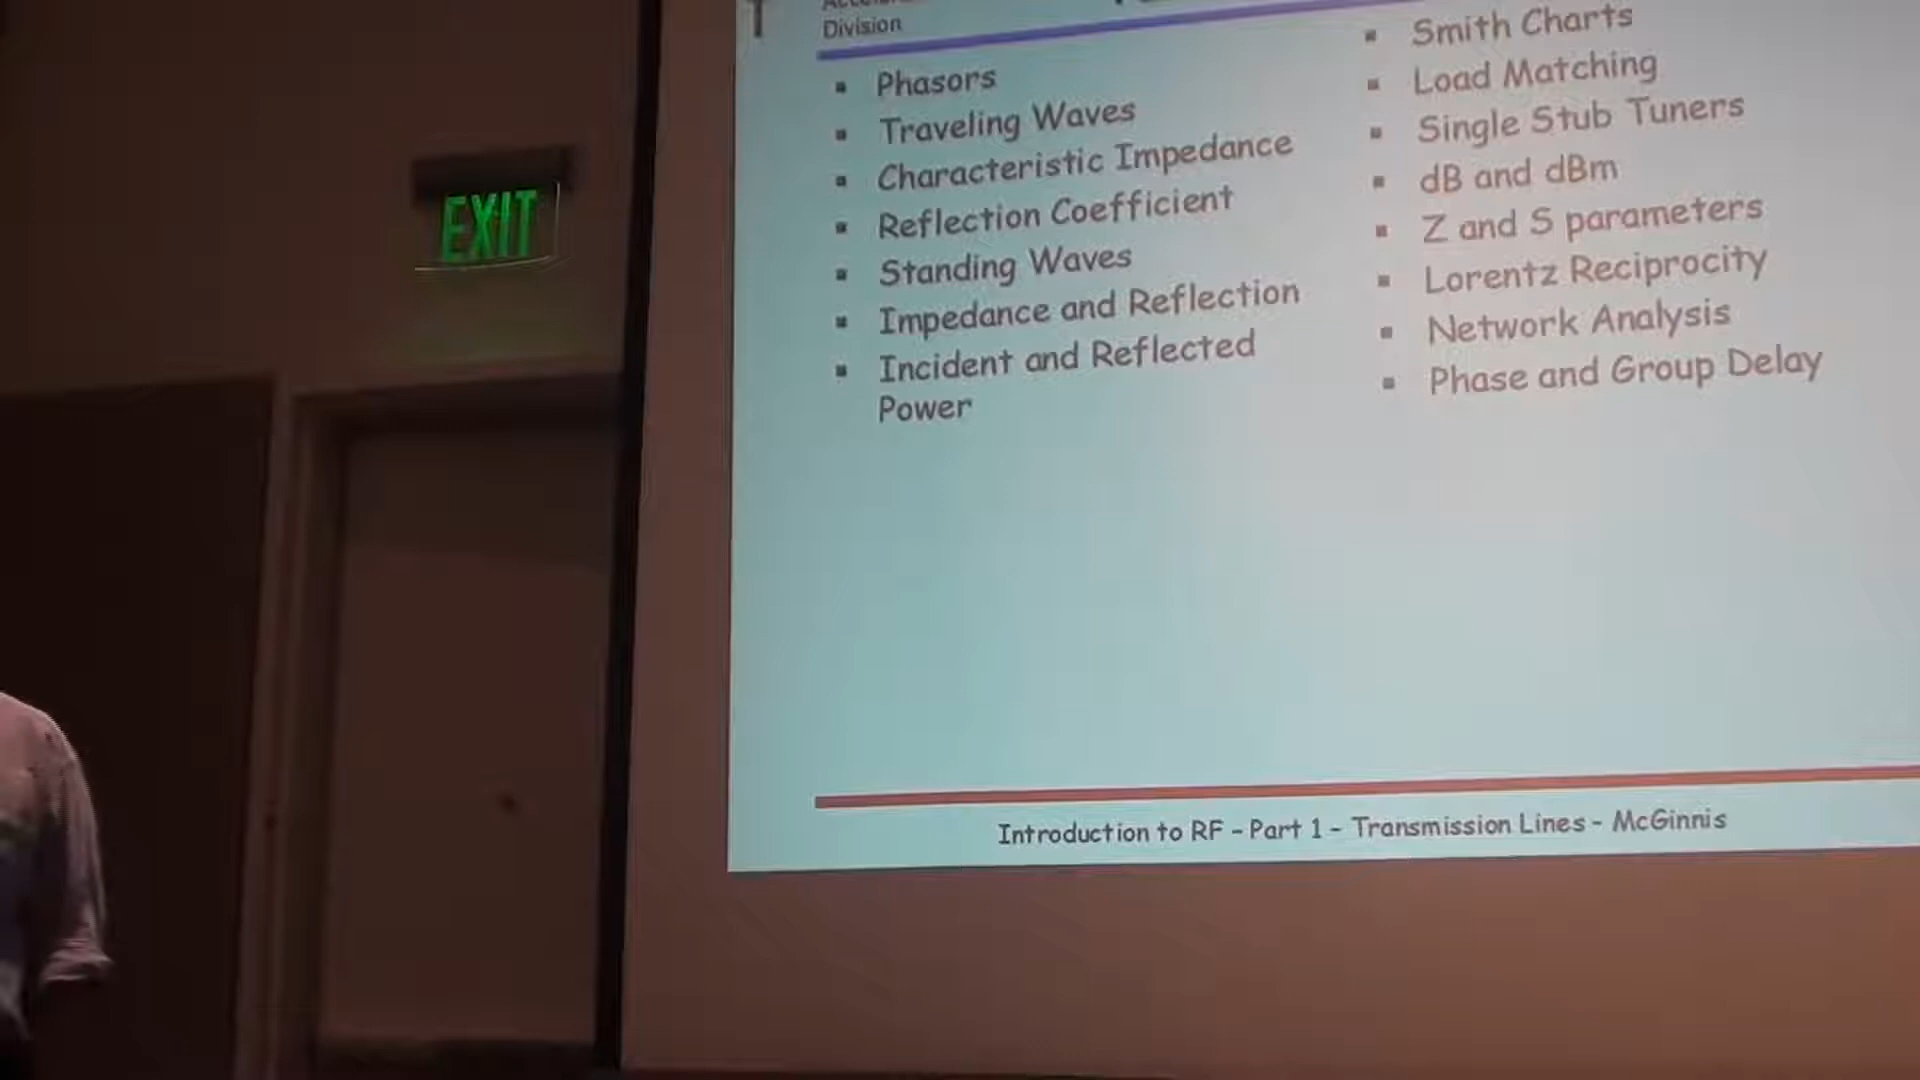 Division
Phasors
Traveling Waves
Characteristic Impedance
Reflection Coefficient
Standing Waves
Impedance and Reflection
Incident and Reflected
Power
Smith Charts
Load Matching
Single Stub Tuners
dB and dBm
Z and S parameters
Lorentz Reciprocity
Network Analysis
Phase and Group Delay
Introduction to RF - Part 1 - Transmission Lines - McGinnis
EXIT